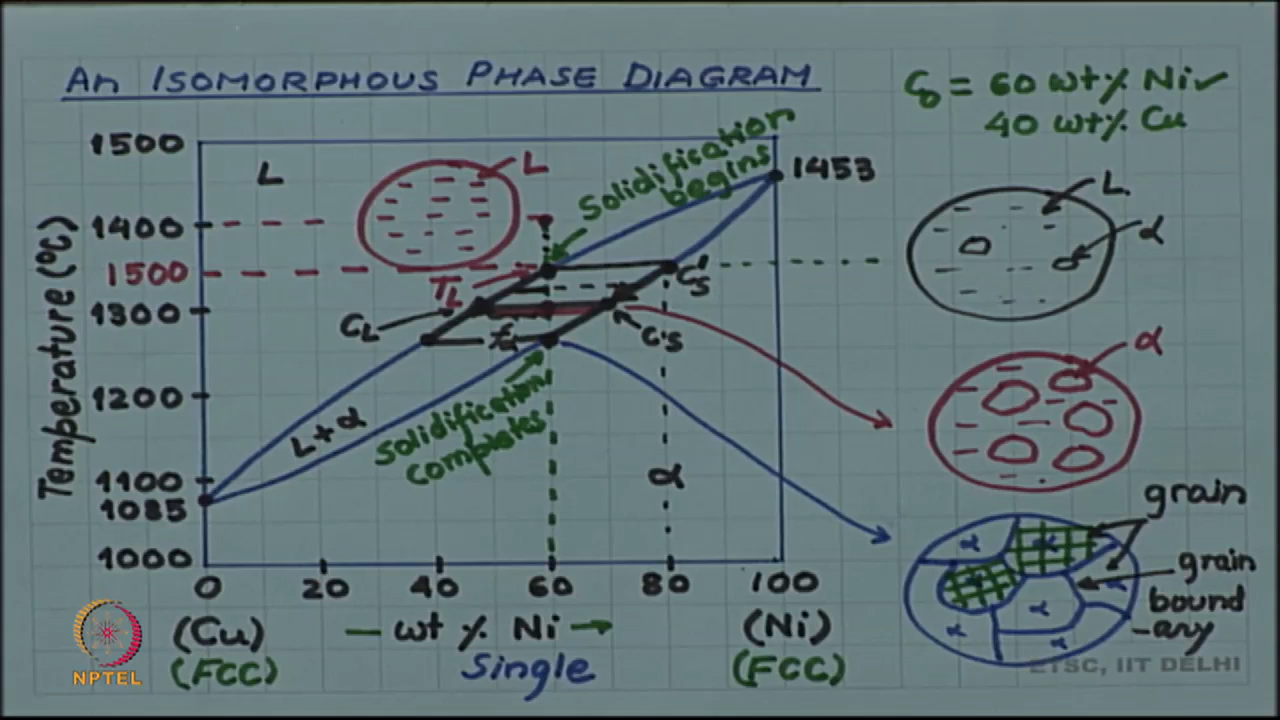 AN ISOMORPHOUS PHASE DIAGRAM
C₀ = 60 wt% Ni ✓
40 wt% Cu
1500
L
L
Solidification
begins
1453
L
α
1400
1500
TL
C'S
1300
CL
fα
C'S
α
Temperature (°C)
1200
L+α
Solidification
completes
α
1100
1085
1000
grain
α
α
α
α
α
α
α
grain
bound
-ary
0
20
40
60
80
100
(Cu)
— wt % Ni →
(Ni)
(FCC)
Single
(FCC)
NPTEL
ETSC, IIT DELHI